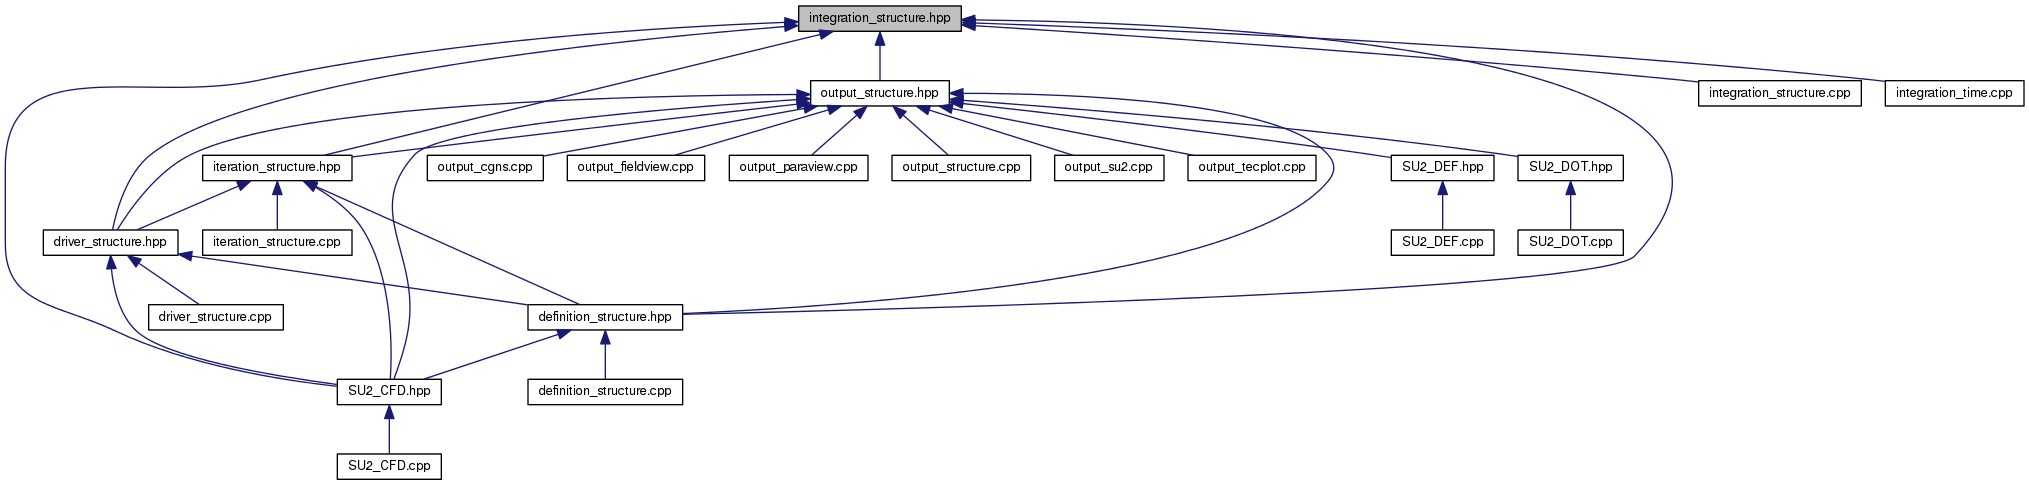 integration_structure.hpp
output_structure.hpp
integration_structure.cpp
integration_time.cpp
iteration_structure.hpp
output_cgns.cpp
output_fieldview.cpp
output_paraview.cpp
output_structure.cpp
output_su2.cpp
output_tecplot.cpp
SU2_DEF.hpp
SU2_DOT.hpp
driver_structure.hpp
iteration_structure.cpp
SU2_DEF.cpp
SU2_DOT.cpp
driver_structure.cpp
definition_structure.hpp
SU2_CFD.hpp
definition_structure.cpp
SU2_CFD.cpp